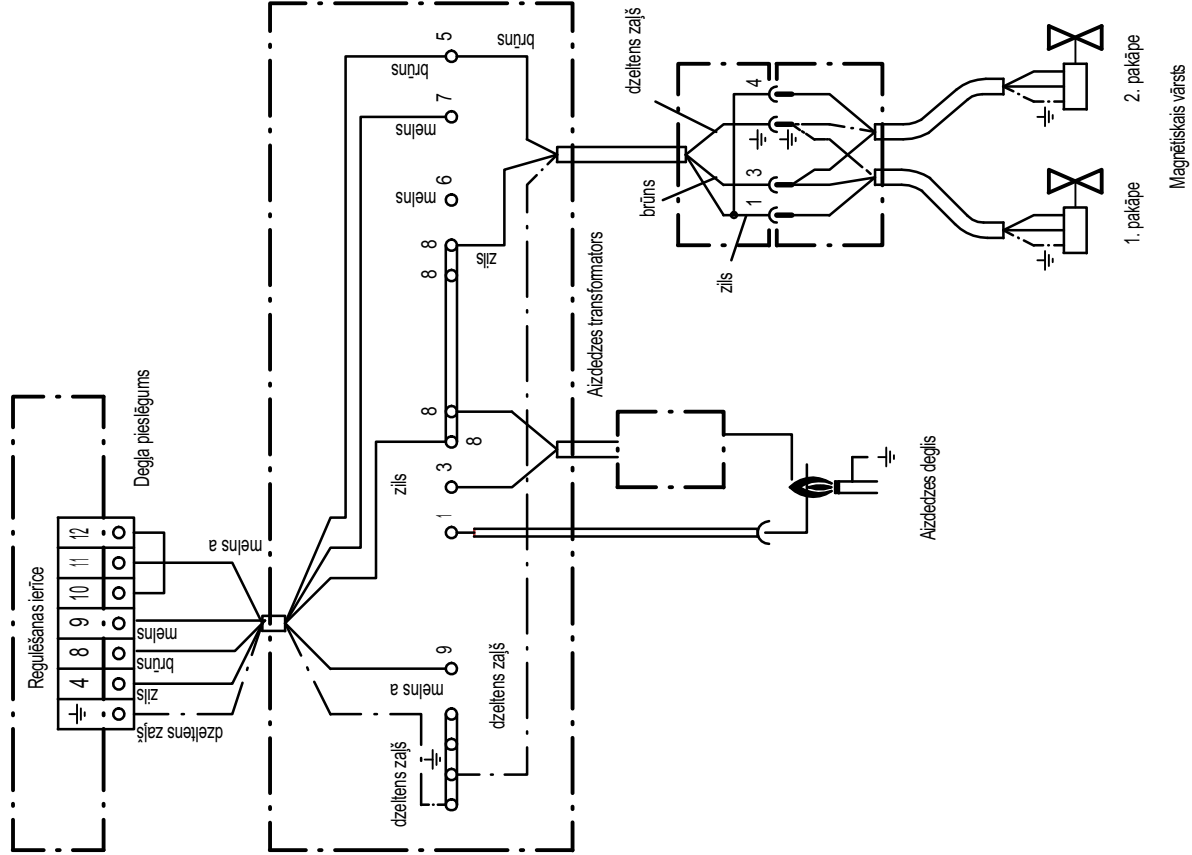 Regulēšanas ierīce
4 8 9 10 11 12
Degļa pieslēgums
dzeltens zaļš
zils
brūns
melns
melns a
brūns
5
brūns
melns
7
melns
6
8
zils
8
8
8
zils
3
1
9
melns a
dzeltens zaļš
dzeltens zaļš
Aizdedzes transformators
Aizdedzes deglis
dzeltens zaļš
brūns
zils
1 3 4
1. pakāpe
2. pakāpe
Magnētiskais vārsts